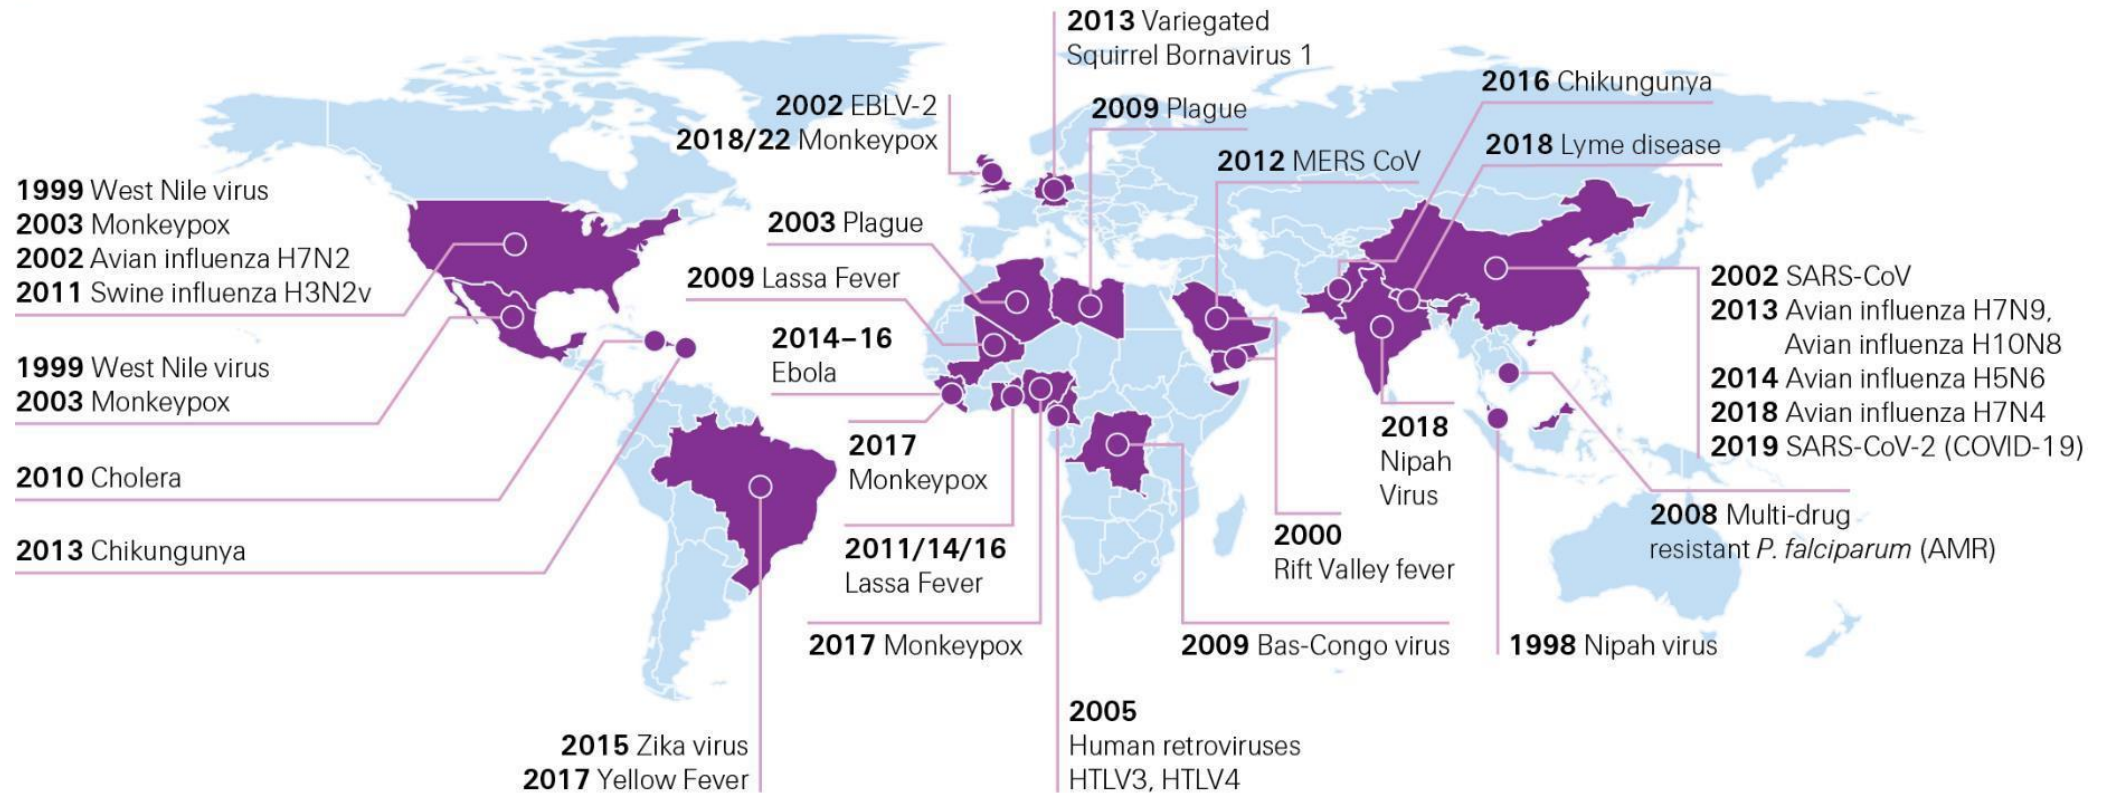 2013 Variegated
Squirrel Bornavirus 1
2016 Chikungunya
2002 EBLV-2
2018/22 Monkeypox
2009 Plague
2018 Lyme disease
2012 MERS CoV
1999 West Nile virus
2003 Monkeypox
2002 Avian influenza H7N2
2011 Swine influenza H3N2v
2003 Plague
2009 Lassa Fever
2002 SARS-CoV
2013 Avian influenza H7N9,
Avian influenza H10N8
2014 Avian influenza H5N6
2018 Avian influenza H7N4
2019 SARS-CoV-2 (COVID-19)
2014–16
Ebola
1999 West Nile virus
2003 Monkeypox
2017
Monkeypox
2018
Nipah
Virus
2010 Cholera
2008 Multi-drug
resistant P. falciparum (AMR)
2013 Chikungunya
2011/14/16
Lassa Fever
2000
Rift Valley fever
2017 Monkeypox
2009 Bas-Congo virus
1998 Nipah virus
2015 Zika virus
2017 Yellow Fever
2005
Human retroviruses
HTLV3, HTLV4